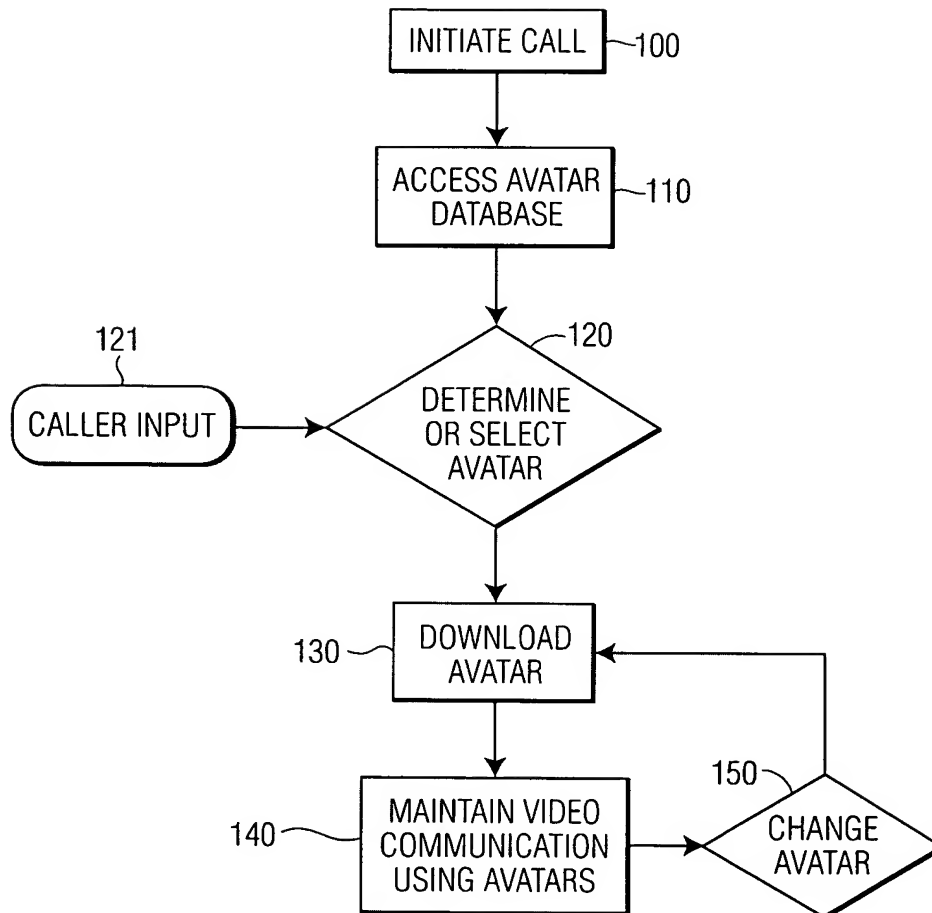 INITIATE CALL
100
ACCESS AVATAR
DATABASE
110
120
121
CALLER INPUT
DETERMINE
OR SELECT
AVATAR
130
DOWNLOAD
AVATAR
150
140
MAINTAIN VIDEO
COMMUNICATION
USING AVATARS
CHANGE
AVATAR